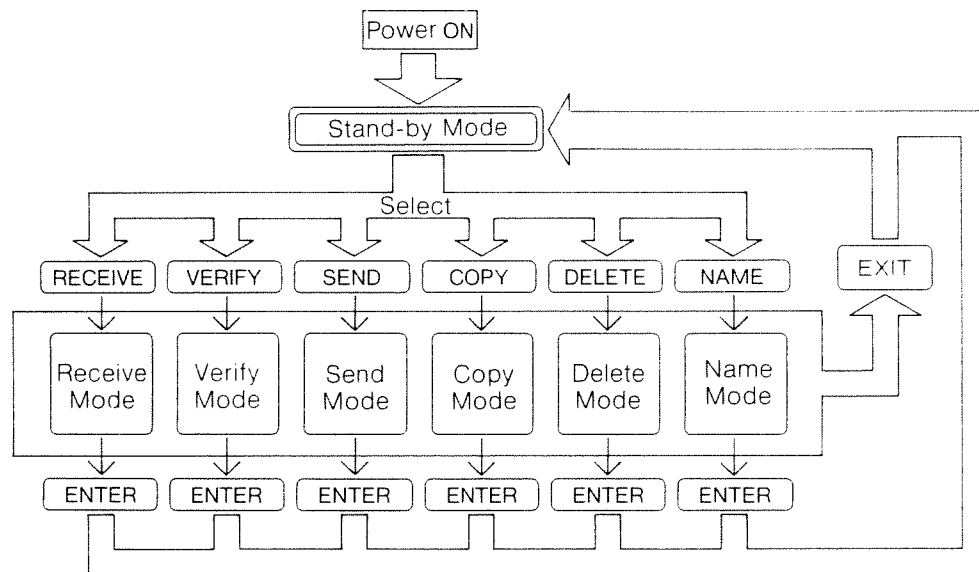 Power ON
Stand-by Mode
Select
RECEIVE
VERIFY
SEND
COPY
DELETE
NAME
EXIT
Receive
Mode
Verify
Mode
Send
Mode
Copy
Mode
Delete
Mode
Name
Mode
ENTER
ENTER
ENTER
ENTER
ENTER
ENTER